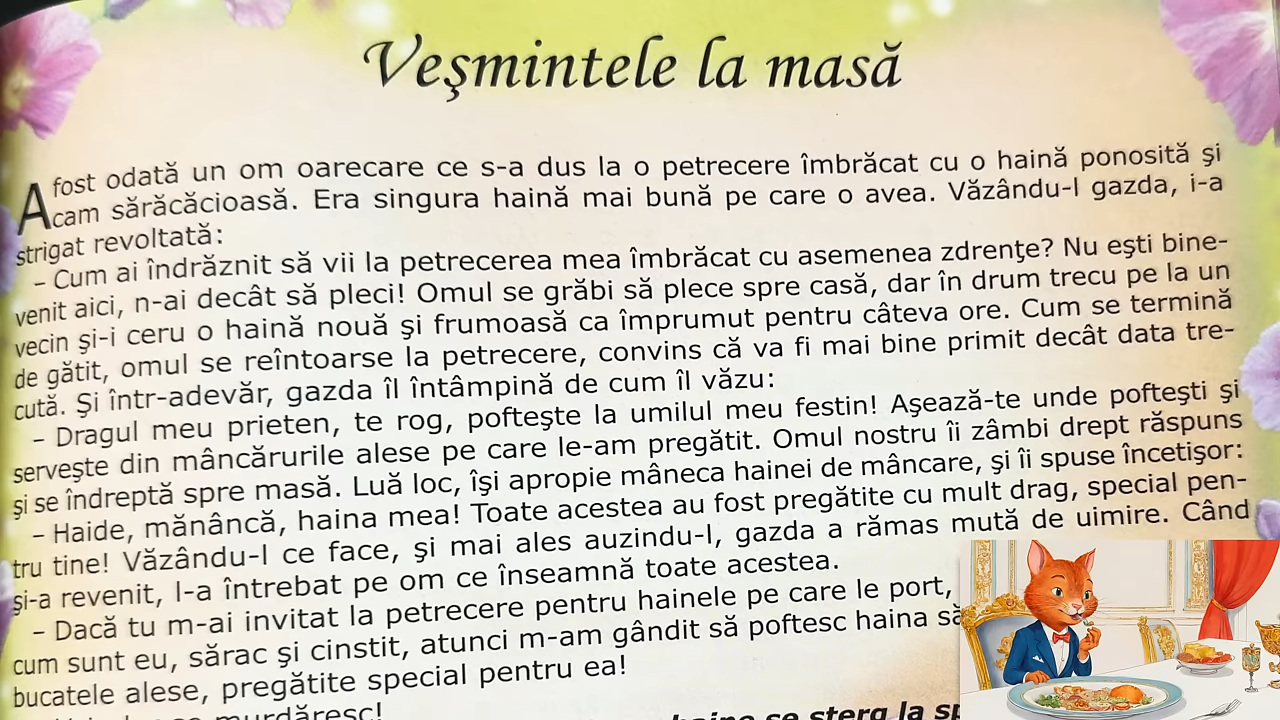 Veşmintele la masă
A fost odată un om oarecare ce s-a dus la o petrecere îmbrăcat cu o haină ponosită şi
cam sărăcăcioasă. Era singura haină mai bună pe care o avea. Văzându-l gazda, i-a
strigat revoltată:
– Cum ai îndrăznit să vii la petrecerea mea îmbrăcat cu asemenea zdrenţe? Nu eşti bine-
venit aici, n-ai decât să pleci! Omul se grăbi să plece spre casă, dar în drum trecu pe la un
vecin şi-i ceru o haină nouă şi frumoasă ca împrumut pentru câteva ore. Cum se termină
de gătit, omul se reîntoarse la petrecere, convins că va fi mai bine primit decât data tre-
cută. Şi într-adevăr, gazda îl întâmpină de cum îl văzu:
– Dragul meu prieten, te rog, pofteşte la umilul meu festin! Aşează-te unde pofteşti şi
serveşte din mâncărurile alese pe care le-am pregătit. Omul nostru îi zâmbi drept răspuns
şi se îndreptă spre masă. Luă loc, îşi apropie mâneca hainei de mâncare, şi îi spuse încetişor:
– Haide, mănâncă, haina mea! Toate acestea au fost pregătite cu mult drag, special pen-
tru tine! Văzându-l ce face, şi mai ales auzindu-l, gazda a rămas mută de uimire. Când
şi-a revenit, l-a întrebat pe om ce înseamnă toate acestea.
– Dacă tu m-ai invitat la petrecere pentru hainele pe care le port,
cum sunt eu, sărac şi cinstit, atunci m-am gândit să poftesc haina să
bucatele alese, pregătite special pentru ea!
murdăresc!
haine se şterg la